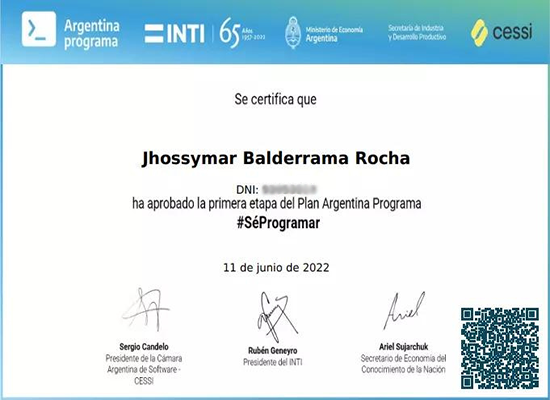 Argentina
programa
INTI
65 Años
1957-2022
Ministerio de Economía
Argentina
Secretaría de Industria
y Desarrollo Productivo
cessi
Se certifica que
Jhossymar Balderrama Rocha
DNI:
ha aprobado la primera etapa del Plan Argentina Programa
#SéProgramar
11 de junio de 2022
Ariel
Sergio Candelo
Presidente de la Cámara
Argentina de Software -
CESSI
Rubén Geneyro
Presidente del INTI
Ariel Sujarchuk
Secretario de Economía del
Conocimiento de la Nación